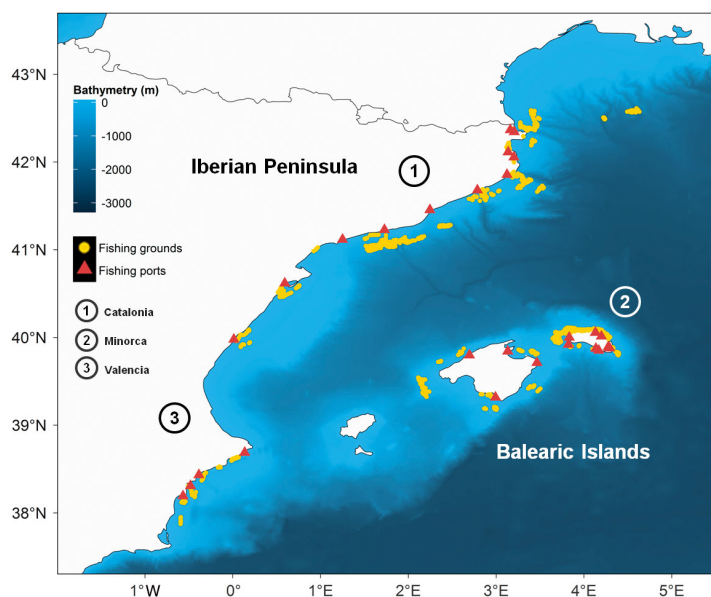 43°N
42°N
41°N
40°N
39°N
38°N
Bathymetry (m)
0
-1000
-2000
-3000
Iberian Peninsula
1
Fishing grounds
Fishing ports
1 Catalonia
2 Minorca
3 Valencia
2
3
Balearic Islands
1°W
0°
1°E
2°E
3°E
4°E
5°E